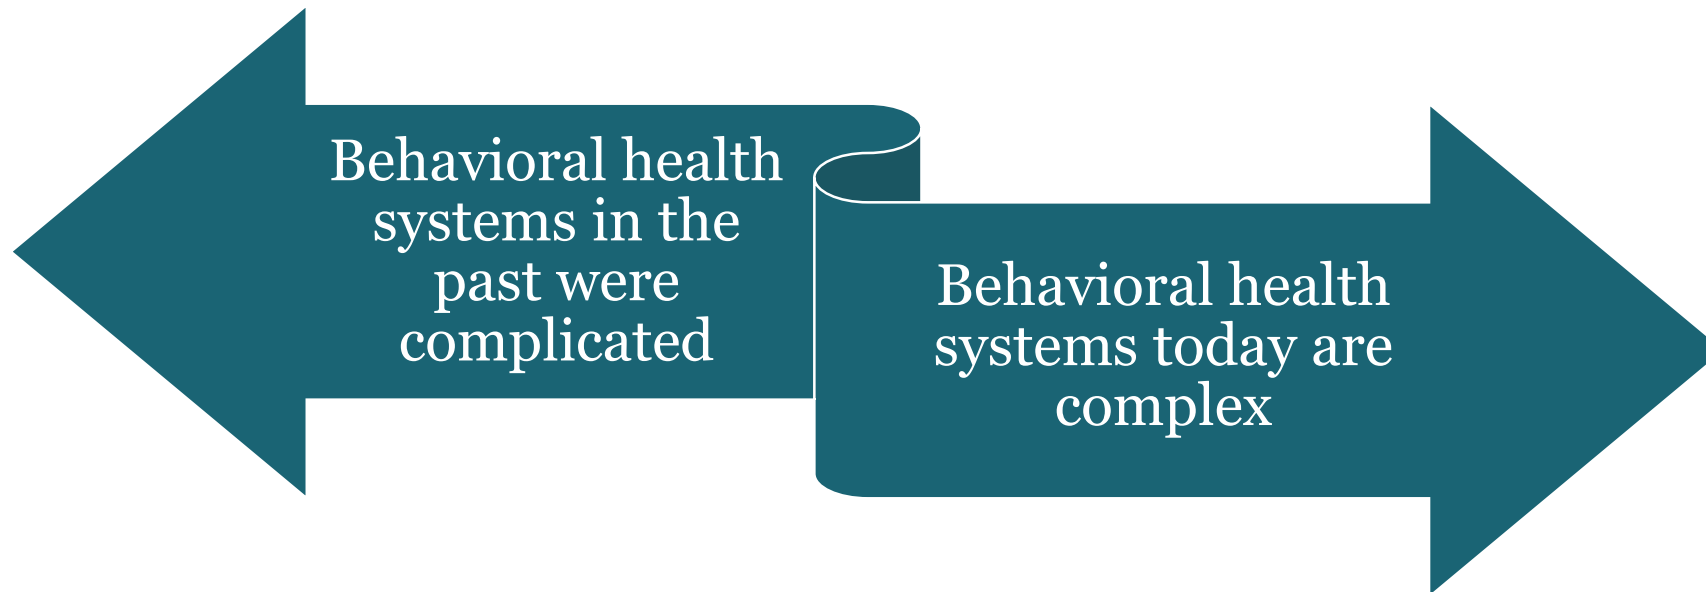 Behavioral health
systems in the
past were
complicated
Behavioral health
systems today are
complex